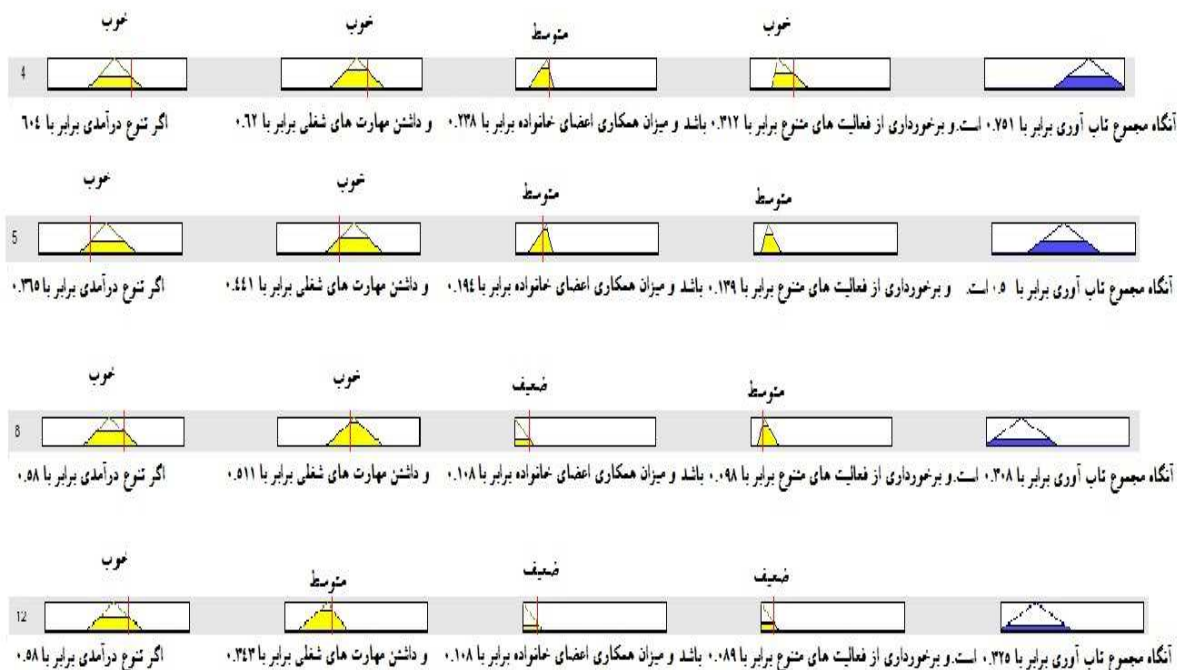 خوب خوب متوسط خوب
4
اگر تنوع درآمدی برابر با ٦٠٤ و داشتن مهارت های شغلی برابر با ٠.٦٢ و میزان همکاری اعضای خانواده برابر با ٠.٢٣٨ و برخورداری از فعالیت های متنوع برابر با ٠.٣١٢ باشد آنگاه مجموع تاب آوری برابر با ٠.٧٥١ است.
خوب خوب متوسط متوسط
5
اگر تنوع درآمدی برابر با ٠.٣٦٥ و داشتن مهارت های شغلی برابر با ٠.٤٤١ و میزان همکاری اعضای خانواده برابر با ٠.١٩٤ و برخورداری از فعالیت های متنوع برابر با ٠.١٣٩ باشد آنگاه مجموع تاب آوری برابر با ٠.٥ است.
خوب خوب ضعیف متوسط
8
اگر تنوع درآمدی برابر با ٠.٥٨ و داشتن مهارت های شغلی برابر با ٠.٥١١ و میزان همکاری اعضای خانواده برابر با ٠.١٠٨ و برخورداری از فعالیت های متنوع برابر با ٠.٠٩٨ باشد آنگاه مجموع تاب آوری برابر با ٠.٣٠٨ است.
خوب متوسط ضعیف ضعیف
12
اگر تنوع درآمدی برابر با ٠.٥٨ و داشتن مهارت های شغلی برابر با ٠.٣٤٣ و میزان همکاری اعضای خانواده برابر با ٠.١٠٨ و برخورداری از فعالیت های متنوع برابر با ٠.٠٨٩ باشد آنگاه مجموع تاب آوری برابر با ٠.٣٢٥ است.